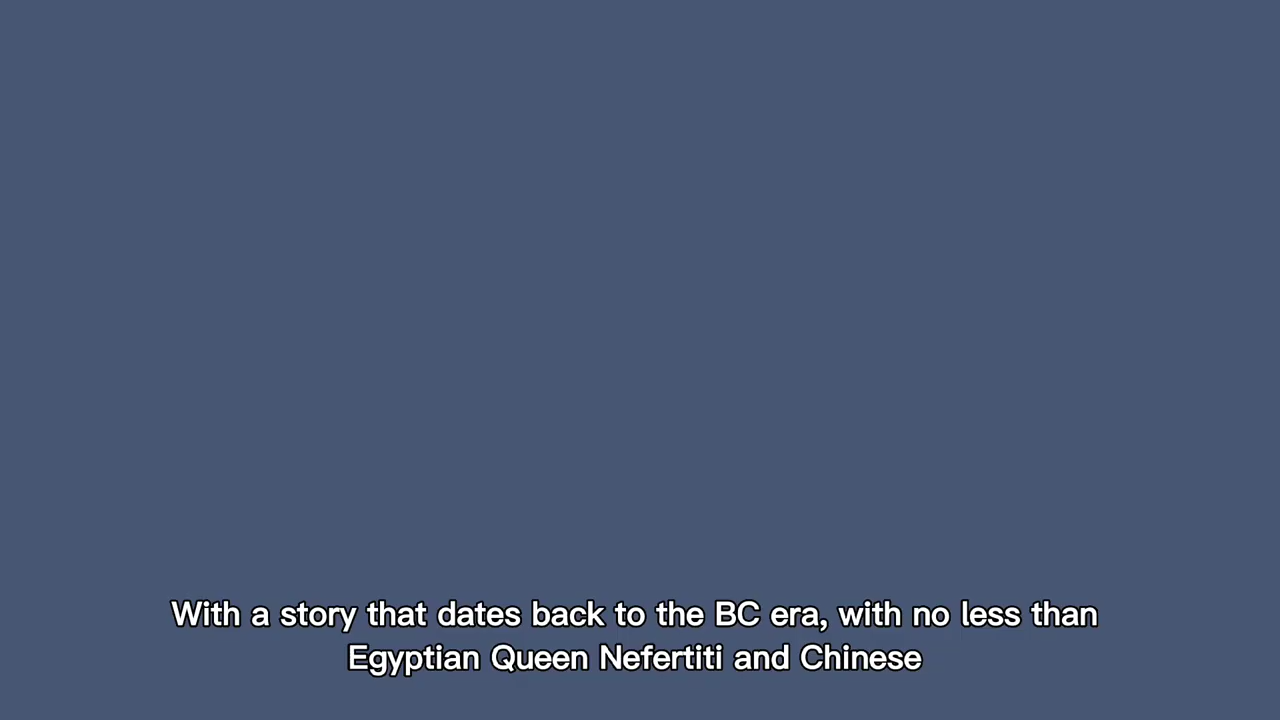 With a story that dates back to the BC era, with no less than
Egyptian Queen Nefertiti and Chinese